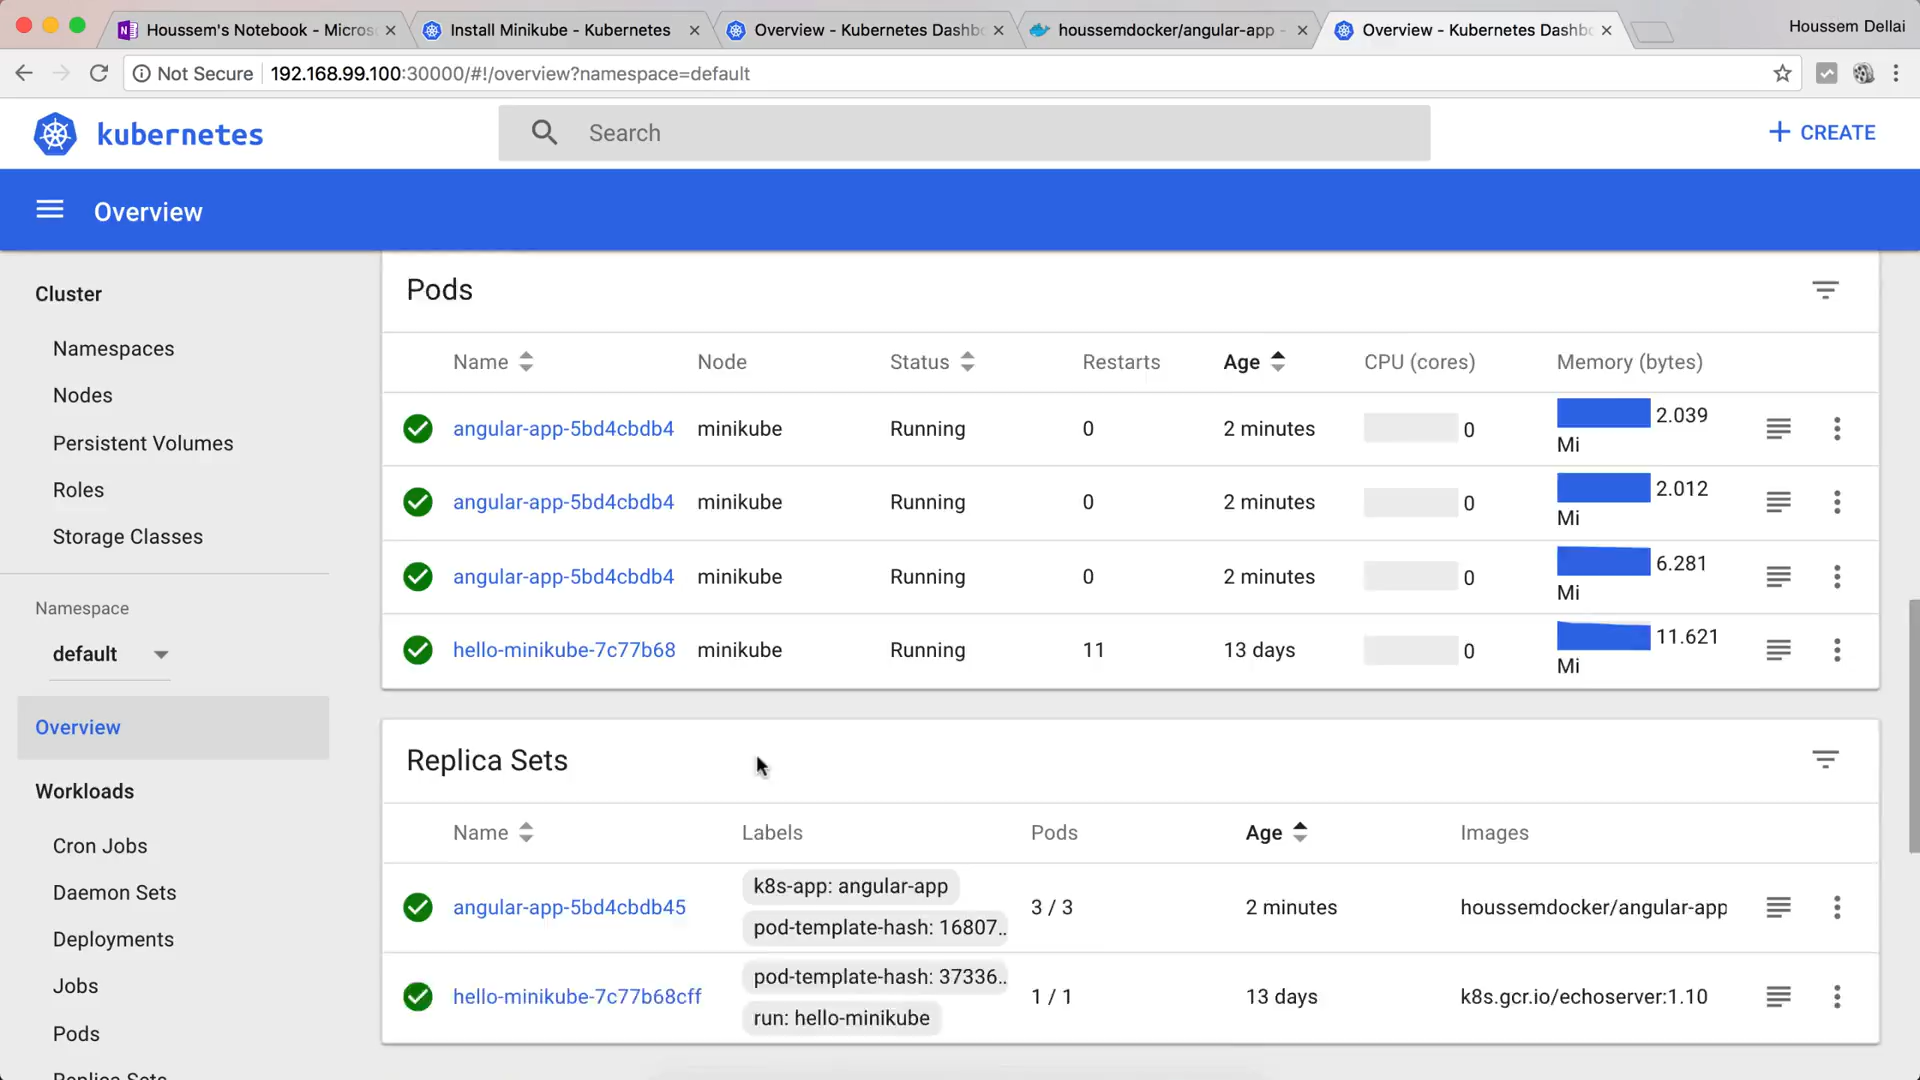 Houssem's Notebook - Micros
Install Minikube - Kubernetes
Overview - Kubernetes Dashb
houssemdocker/angular-app -
Overview - Kubernetes Dashb
Houssem Dellai
Not Secure
192.168.99.100:30000/#!/overview?namespace=default
kubernetes
Search
CREATE
Overview
Cluster
Namespaces
Nodes
Persistent Volumes
Roles
Storage Classes
Namespace
default
Overview
Workloads
Cron Jobs
Daemon Sets
Deployments
Jobs
Pods
Replica Sets
Pods
Name Node Status Restarts Age CPU (cores) Memory (bytes)
angular-app-5bd4cbdb4 minikube Running 0 2 minutes 0 2.039
Mi
angular-app-5bd4cbdb4 minikube Running 0 2 minutes 0 2.012
Mi
angular-app-5bd4cbdb4 minikube Running 0 2 minutes 0 6.281
Mi
hello-minikube-7c77b68 minikube Running 11 13 days 0 11.621
Mi
Replica Sets
Name Labels Pods Age Images
angular-app-5bd4cbdb45 k8s-app: angular-app 3 / 3 2 minutes houssemdocker/angular-app
pod-template-hash: 16807..
hello-minikube-7c77b68cff pod-template-hash: 37336.. 1 / 1 13 days k8s.gcr.io/echoserver:1.10
run: hello-minikube